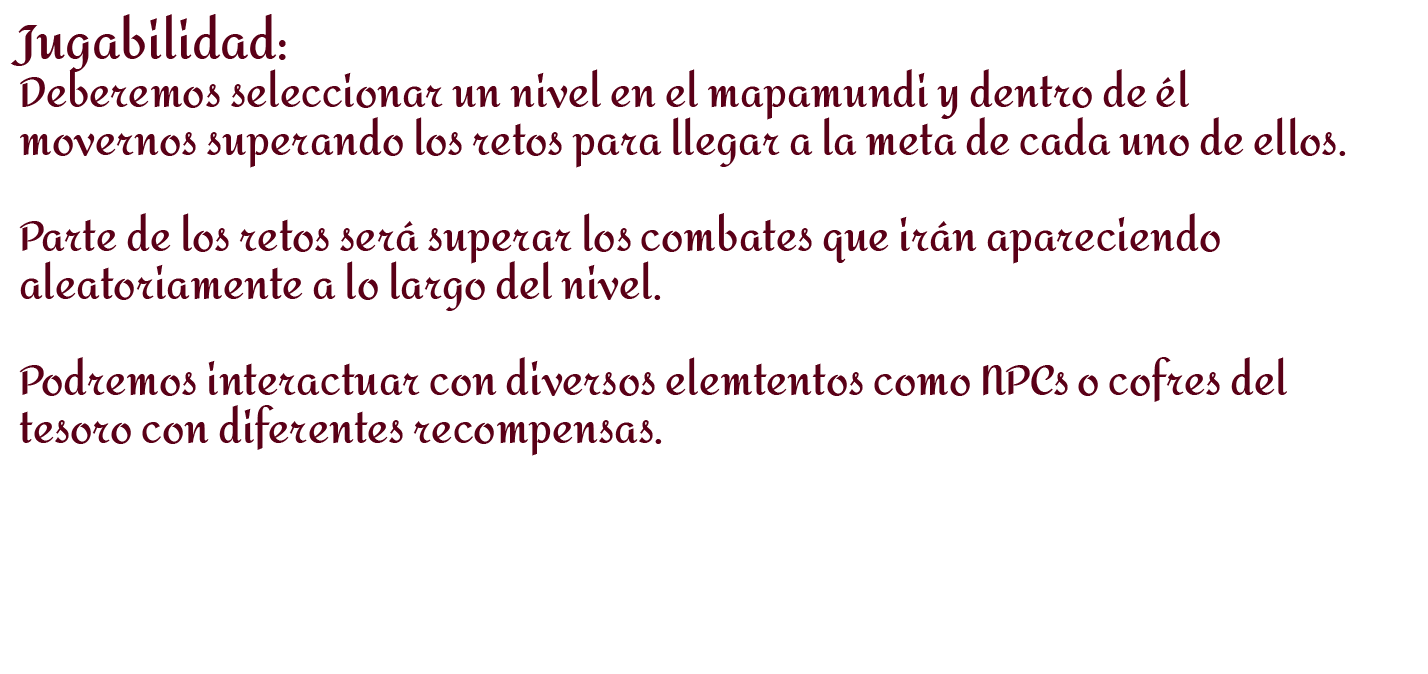 Jugabilidad:
Deberemos seleccionar un nivel en el mapamundi y dentro de él
movernos superando los retos para llegar a la meta de cada uno de ellos.
Parte de los retos será superar los combates que irán apareciendo
aleatoriamente a lo largo del nivel.
Podremos interactuar con diversos elemtentos como NPCs o cofres del
tesoro con diferentes recompensas.